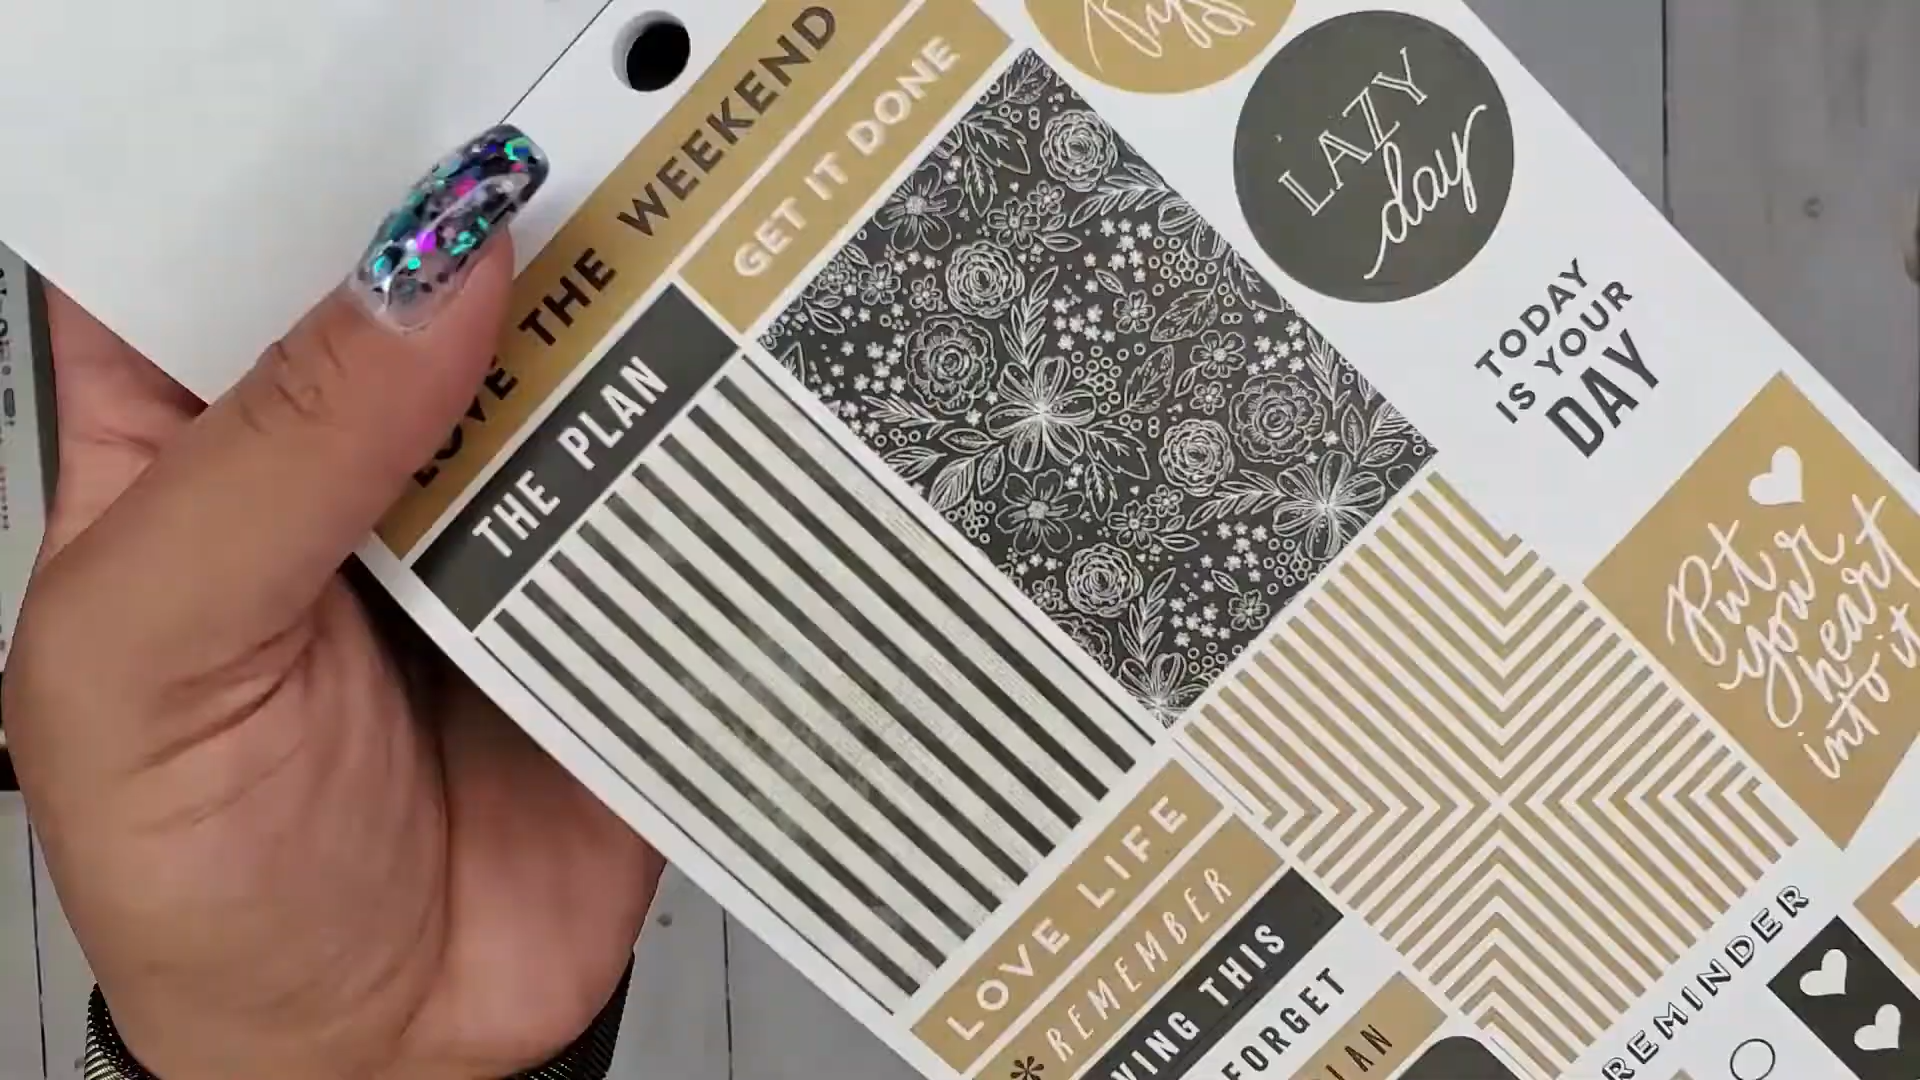 LOVE THE WEEKEND
GET IT DONE
THE PLAN
LAZY
day
TODAY
IS YOUR
DAY
Put
your
heart
into it
LOVE LIFE
* REMEMBER
THIS
FORGET
REMINDER